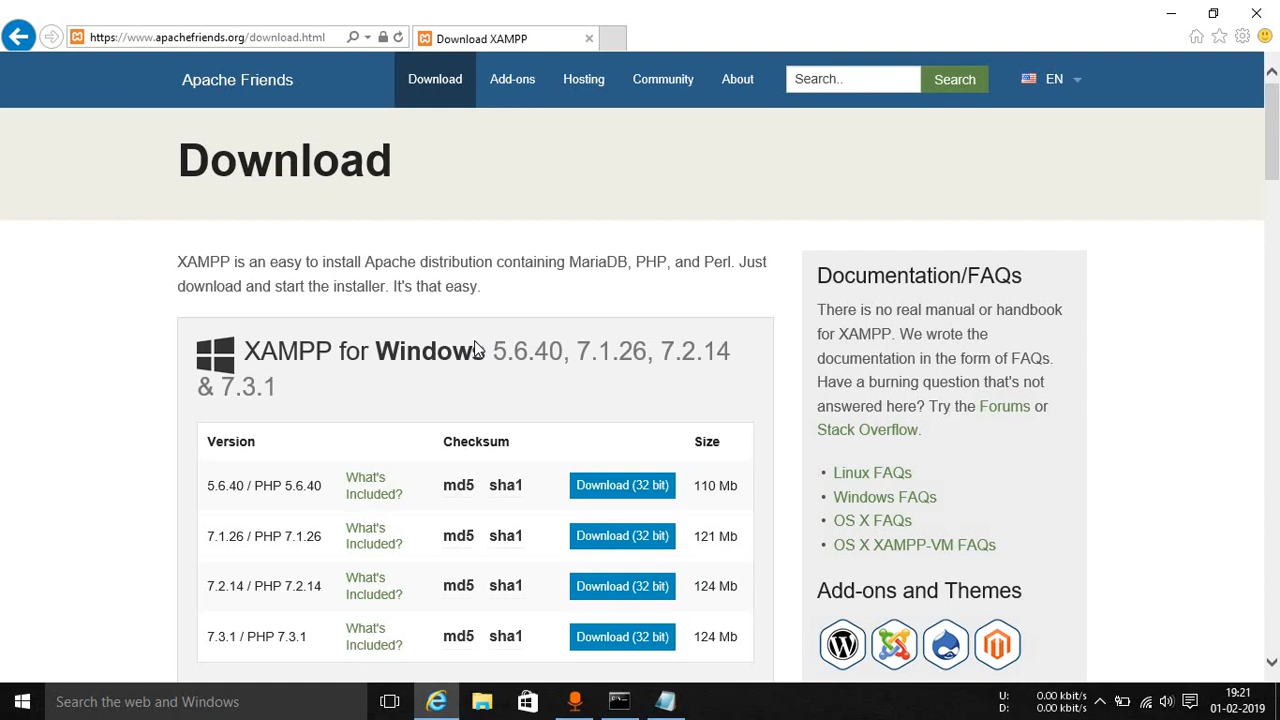 https://www.apachefriends.org/download.html
Download XAMPP
Apache Friends
Download
Add-ons
Hosting
Community
About
Search..
Search
EN
Download
XAMPP is an easy to install Apache distribution containing MariaDB, PHP, and Perl. Just
download and start the installer. It's that easy.
XAMPP for Windows 5.6.40, 7.1.26, 7.2.14
& 7.3.1
Version Checksum Size
5.6.40 / PHP 5.6.40 What's Included? md5 sha1 Download (32 bit) 110 Mb
7.1.26 / PHP 7.1.26 What's Included? md5 sha1 Download (32 bit) 121 Mb
7.2.14 / PHP 7.2.14 What's Included? md5 sha1 Download (32 bit) 124 Mb
7.3.1 / PHP 7.3.1 What's Included? md5 sha1 Download (32 bit) 124 Mb
Documentation/FAQs
There is no real manual or handbook
for XAMPP. We wrote the
documentation in the form of FAQs.
Have a burning question that's not
answered here? Try the Forums or
Stack Overflow.
• Linux FAQs
• Windows FAQs
• OS X FAQs
• OS X XAMPP-VM FAQs
Add-ons and Themes
Search the web and Windows
U: 0.00 kbit/s
D: 0.00 kbit/s
19:21
01-02-2019